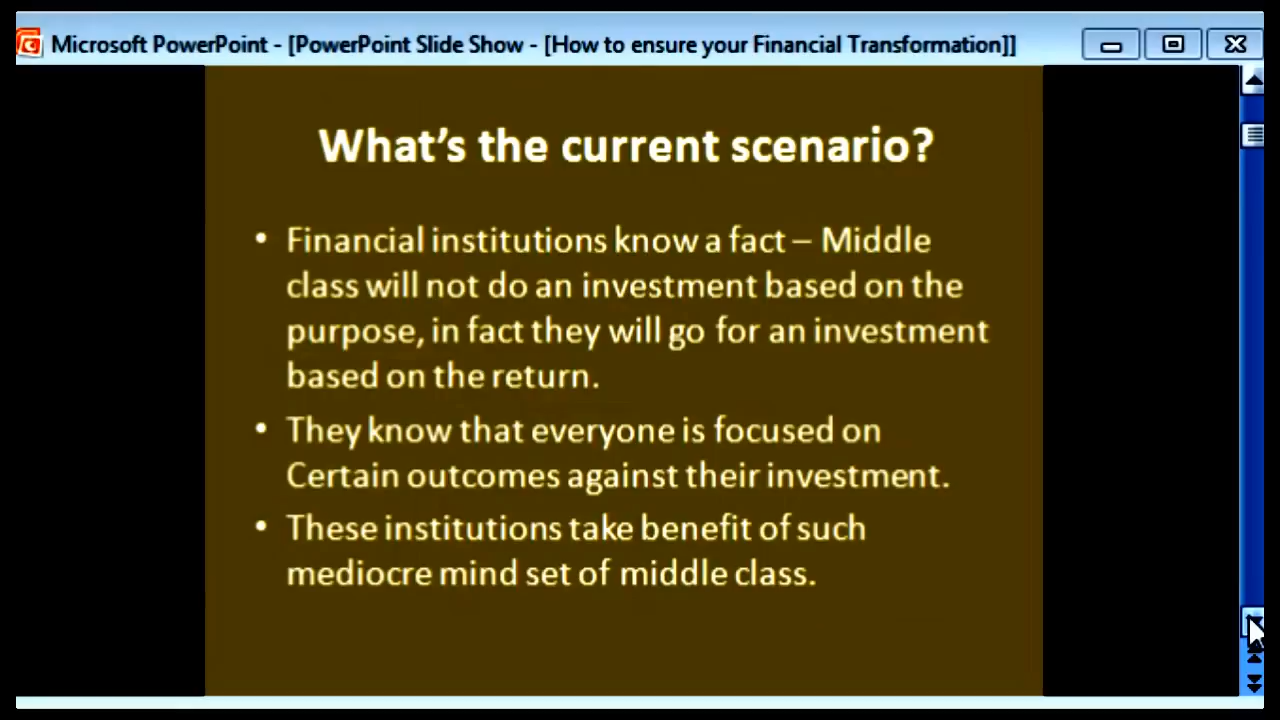 Microsoft PowerPoint - [PowerPoint Slide Show - [How to ensure your Financial Transformation]]
What's the current scenario?
• Financial institutions know a fact – Middle
class will not do an investment based on the
purpose, in fact they will go for an investment
based on the return.
• They know that everyone is focused on
Certain outcomes against their investment.
• These institutions take benefit of such
mediocre mind set of middle class.